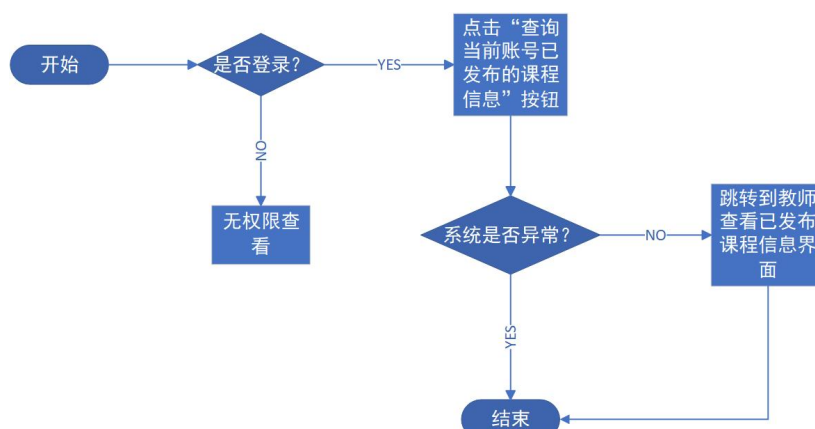 开始
是否登录？
YES
点击“查询
当前账号已
发布的课程
信息”按钮
NO
无权限查
看
系统是否异常？
NO
跳转到教师
查看已发布
课程信息界
面
YES
结束